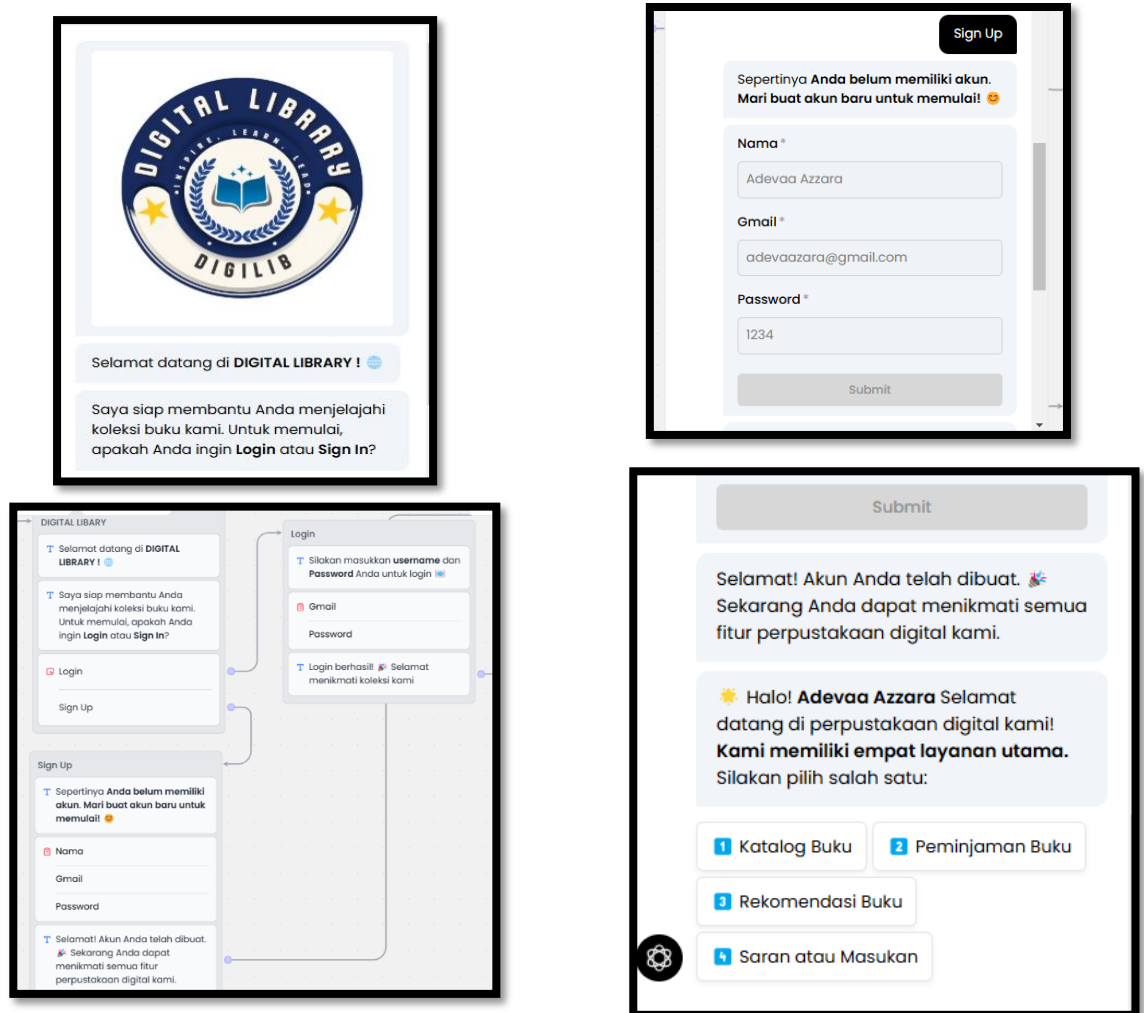 DIGITAL LIBRARY
INSPIRE. LEARN. LEAD
DIGILIB
Selamat datang di DIGITAL LIBRARY ! 🌐
Saya siap membantu Anda menjelajahi
koleksi buku kami. Untuk memulai,
apakah Anda ingin Login atau Sign In?
Sign Up
Sepertinya Anda belum memiliki akun.
Mari buat akun baru untuk memulai! 😊
Nama *
Adevaa Azzara
Gmail *
adevaazara@gmail.com
Password *
1234
Submit
DIGITAL LIBARY
Selamat datang di DIGITAL
LIBRARY ! 🌐
Saya siap membantu Anda
menjelajahi koleksi buku kami.
Untuk memulai, apakah Anda
ingin Login atau Sign In?
Login
Sign Up
Login
Silakan masukkan username dan
Password Anda untuk login 📧
Gmail
Password
Login berhasil! 🎉 Selamat
menikmati koleksi kami
Sign Up
Sepertinya Anda belum memiliki
akun. Mari buat akun baru untuk
memulai! 😊
Nama
Gmail
Password
Selamat! Akun Anda telah dibuat.
🎉 Sekarang Anda dapat
menikmati semua fitur
perpustakaan digital kami.
Submit
Selamat! Akun Anda telah dibuat. 🎉
Sekarang Anda dapat menikmati semua
fitur perpustakaan digital kami.
🌟 Halo! Adevaa Azzara Selamat
datang di perpustakaan digital kami!
Kami memiliki empat layanan utama.
Silakan pilih salah satu:
1️⃣ Katalog Buku
2️⃣ Peminjaman Buku
3️⃣ Rekomendasi Buku
4️⃣ Saran atau Masukan